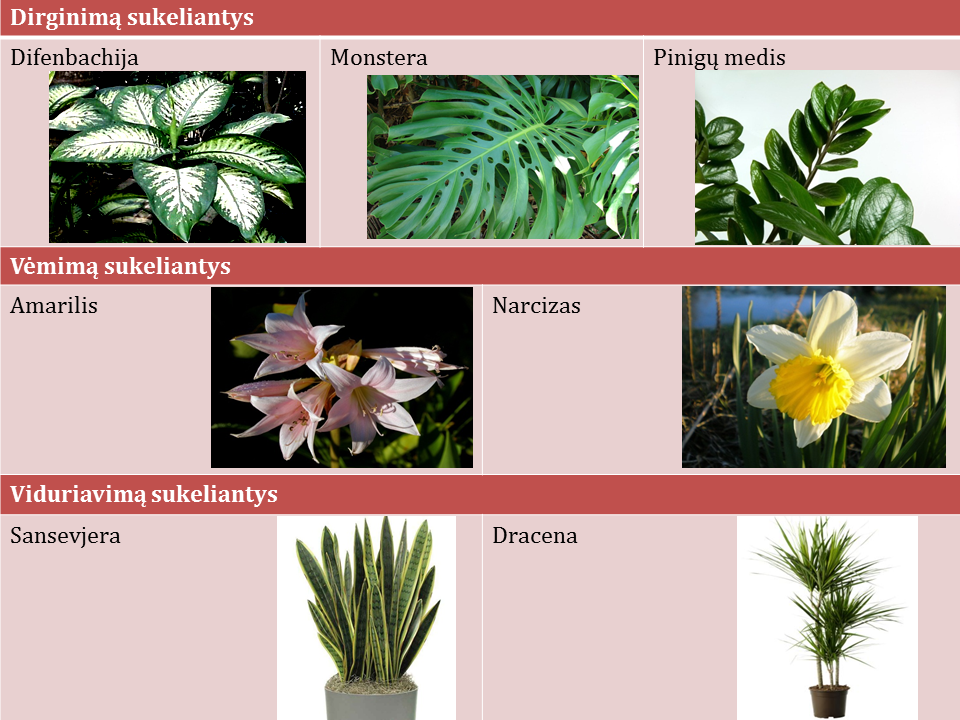 Dirginimą sukeliantys
Difenbachija
Monstera
Pinigų medis
Vėmimą sukeliantys
Amarilis
Narcizas
Viduriavimą sukeliantys
Sansevjera
Dracena